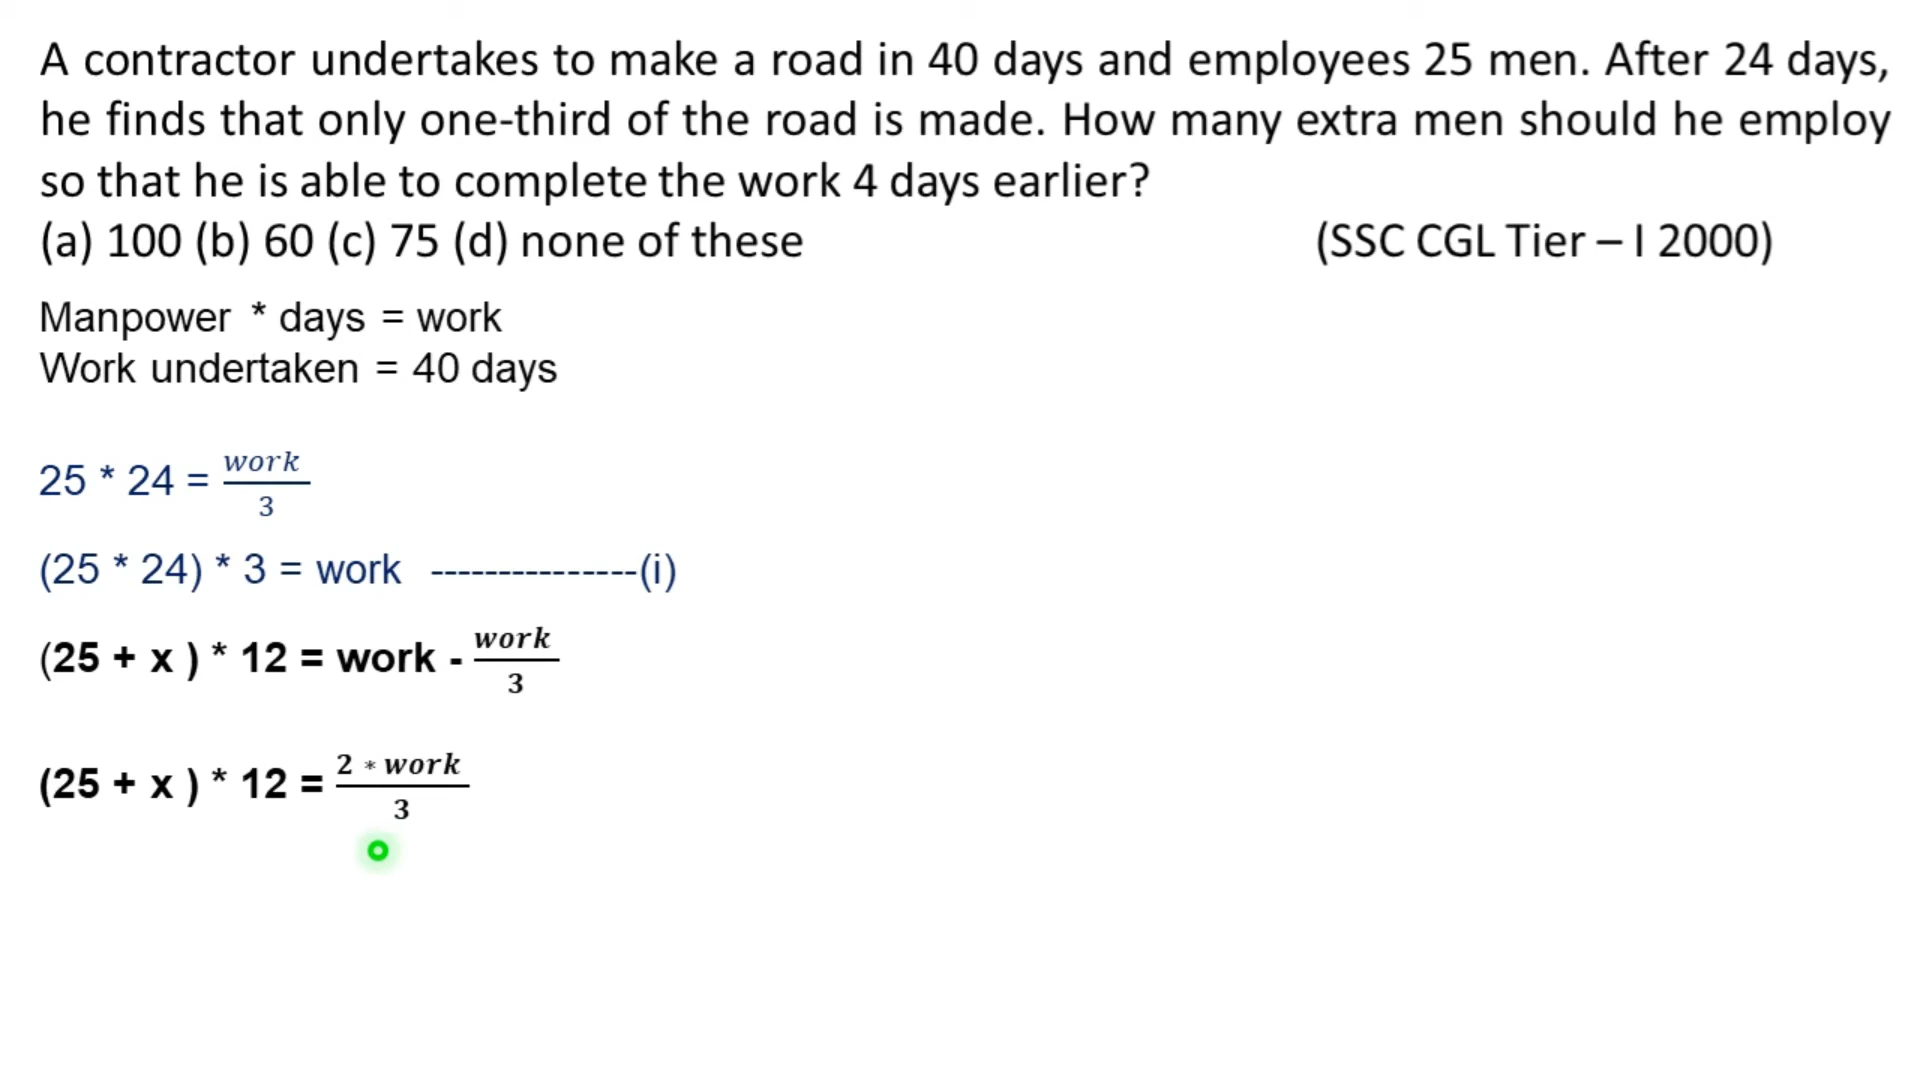 A contractor undertakes to make a road in 40 days and employees 25 men. After 24 days,
he finds that only one-third of the road is made. How many extra men should he employ
so that he is able to complete the work 4 days earlier?
(a) 100 (b) 60 (c) 75 (d) none of these (SSC CGL Tier – I 2000)
Manpower * days = work
Work undertaken = 40 days
25 * 24 = work/3
(25 * 24) * 3 = work ---------------(i)
(25 + x ) * 12 = work - work/3
(25 + x ) * 12 = 2 * work/3